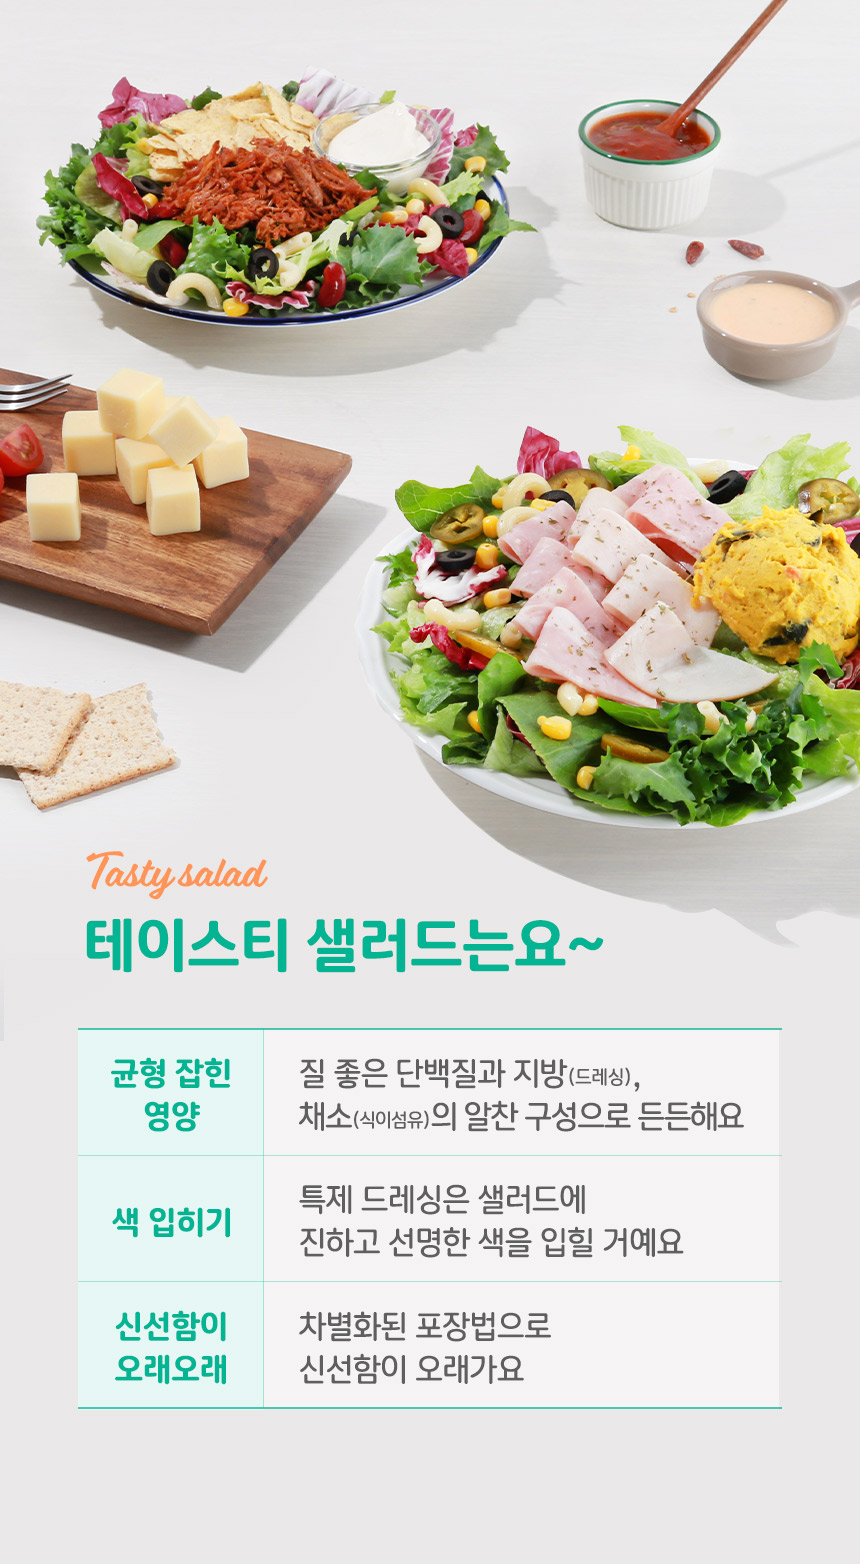 Tasty salad
테이스티 샐러드는요~
균형 잡힌
영양
질 좋은 단백질과 지방(드레싱),
채소(식이섬유)의 알찬 구성으로 든든해요
색 입히기
특제 드레싱은 샐러드에
진하고 선명한 색을 입힐 거예요
신선함이
오래오래
차별화된 포장법으로
신선함이 오래가요